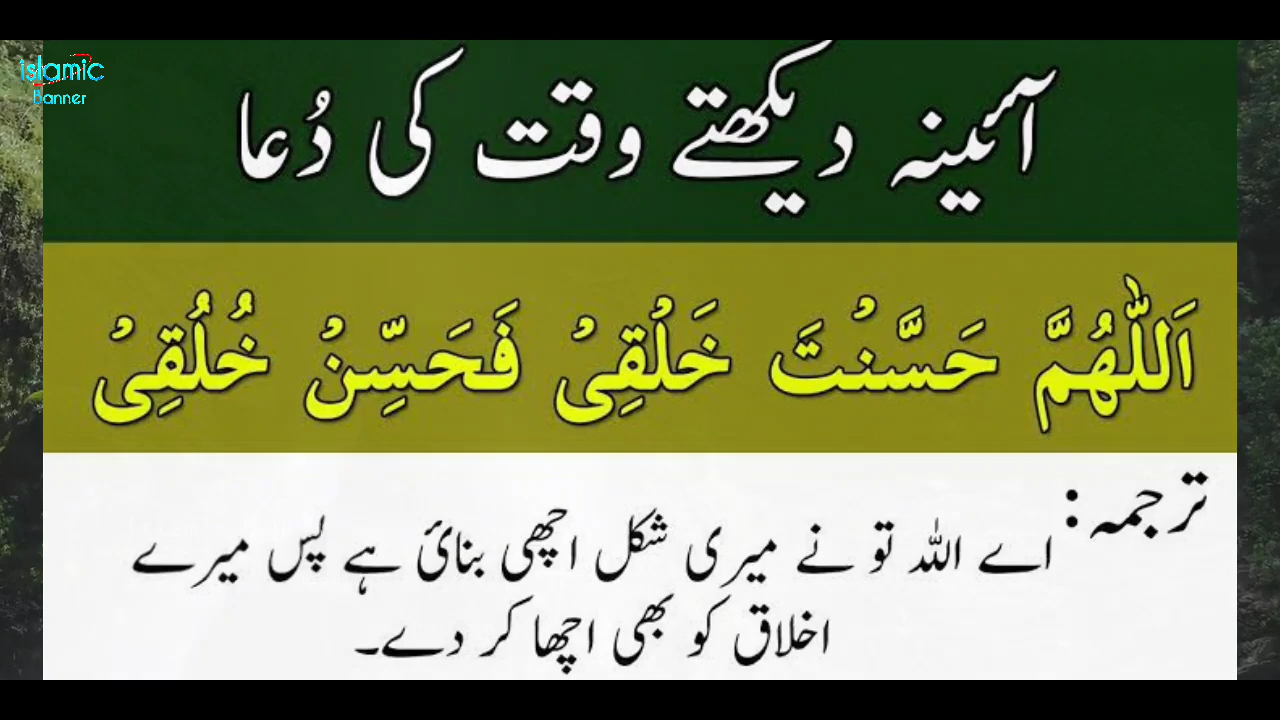 islamic
Banner
آئینہ دیکھتے وقت کی دُعا
اَللّٰهُمَّ حَسَّنْتَ خَلْقِیْ فَحَسِّنْ خُلُقِیْ
ترجمہ:
اے اللہ تو نے میری شکل اچھی بنائ ہے پس میرے
اخلاق کو بھی اچھا کر دے۔